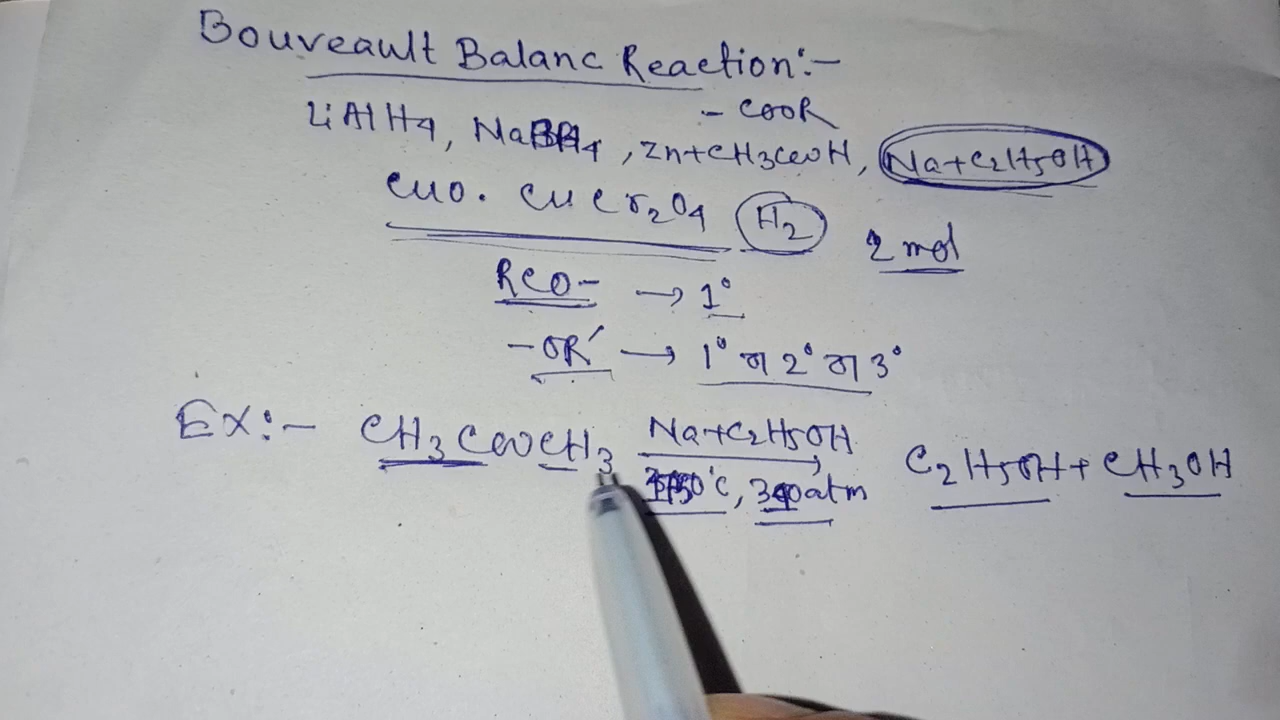 Bouveault Balanc Reaction:-
- COOR
LiAlH4, NaBH4, Zn+CH3COOH, Na+C2H5OH
CuO. CuCr2O4 H2 2 mol
RCO- → 1°
-OR' → 1° বা 2° বা 3°
EX:- CH3COOCH3 Na+C2H5OH → C2H5OH + CH3OH
atm